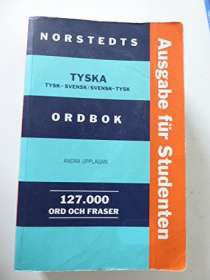 NORSTEDTS
TYSKA
TYSK-SVENSK/SVENSK-TYSK
ORDBOK
ANDRA UPPLAGAN
127.000
ORD OCH FRASER
Ausgabe für Studenten